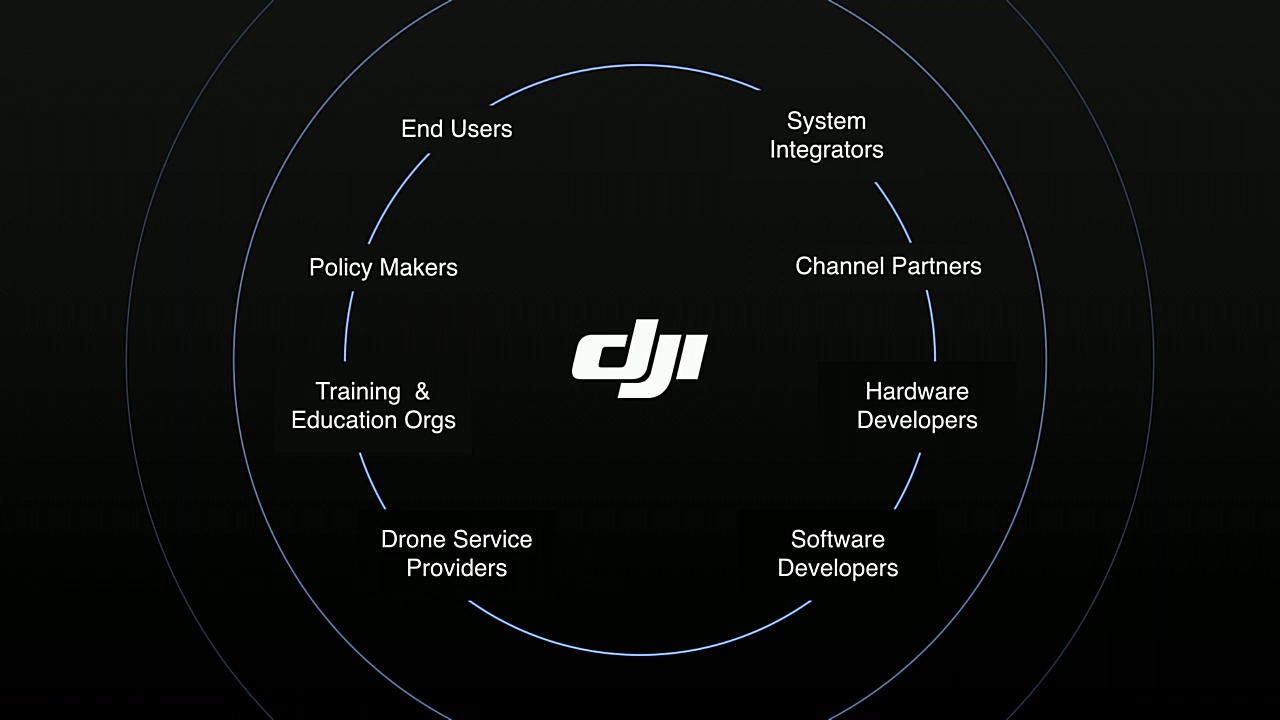 End Users
System
Integrators
Policy Makers
Channel Partners
dji
Training & 
Education Orgs
Hardware
Developers
Drone Service
Providers
Software
Developers